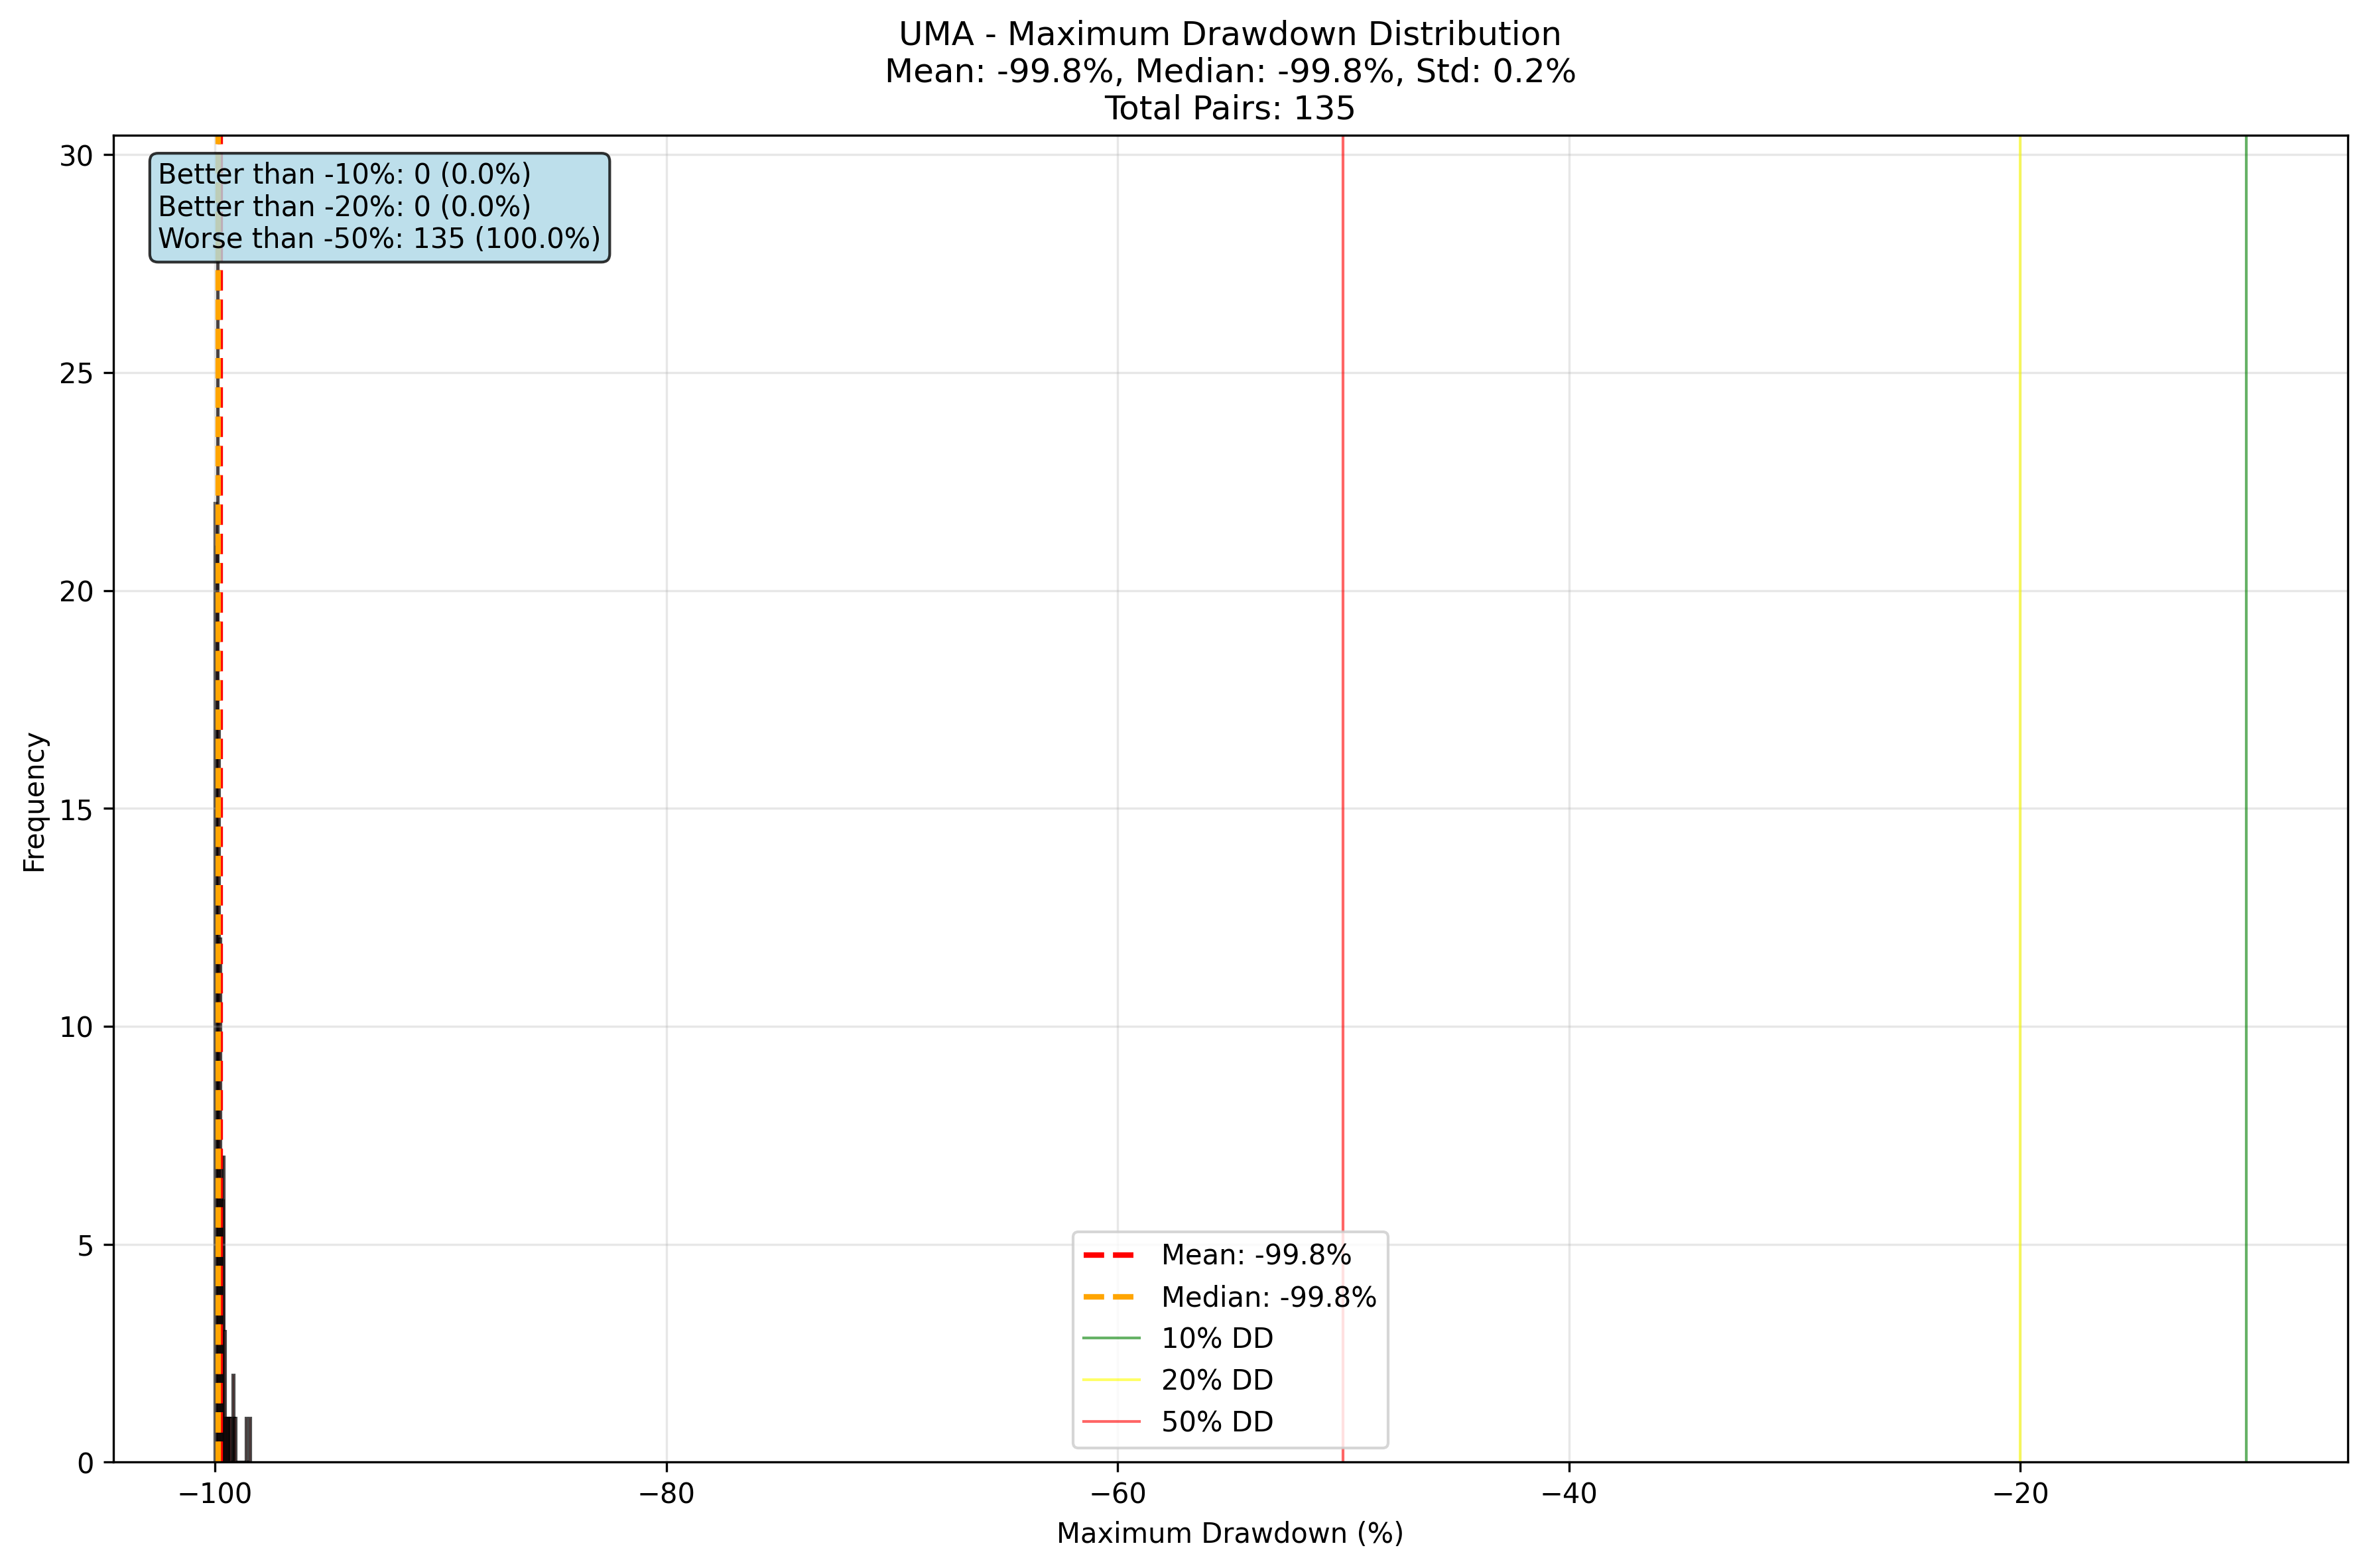 UMA - Maximum Drawdown Distribution
Mean: -99.8%, Median: -99.8%, Std: 0.2%
Total Pairs: 135
30
25
20
15
10
5
0
Frequency
Better than -10%: 0 (0.0%)
Better than -20%: 0 (0.0%)
Worse than -50%: 135 (100.0%)
Mean: -99.8%
Median: -99.8%
10% DD
20% DD
50% DD
−100
−80
−60
−40
−20
Maximum Drawdown (%)